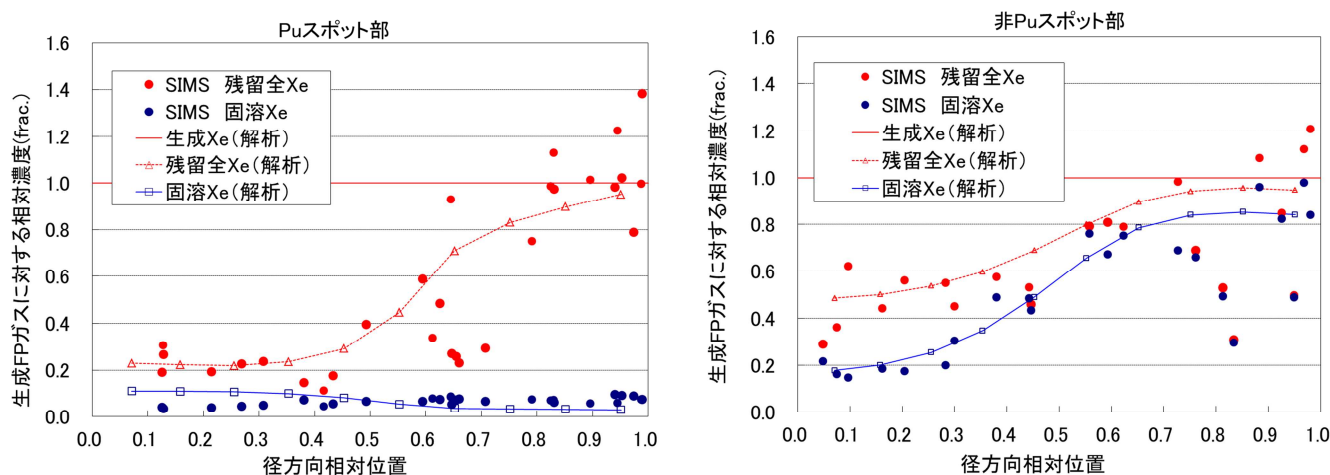 Puスポット部
生成FPガスに対する相対濃度(frac.)
1.6
1.4
1.2
1.0
0.8
0.6
0.4
0.2
0.0
SIMS 残留全Xe
SIMS 固溶Xe
生成Xe(解析)
残留全Xe(解析)
固溶Xe(解析)
0.0 0.1 0.2 0.3 0.4 0.5 0.6 0.7 0.8 0.9 1.0
径方向相対位置
非Puスポット部
生成FPガスに対する相対濃度(frac.)
1.6
1.4
1.2
1.0
0.8
0.6
0.4
0.2
0.0
SIMS 残留全Xe
SIMS 固溶Xe
生成Xe(解析)
残留全Xe(解析)
固溶Xe(解析)
0.0 0.1 0.2 0.3 0.4 0.5 0.6 0.7 0.8 0.9 1.0
径方向相対位置